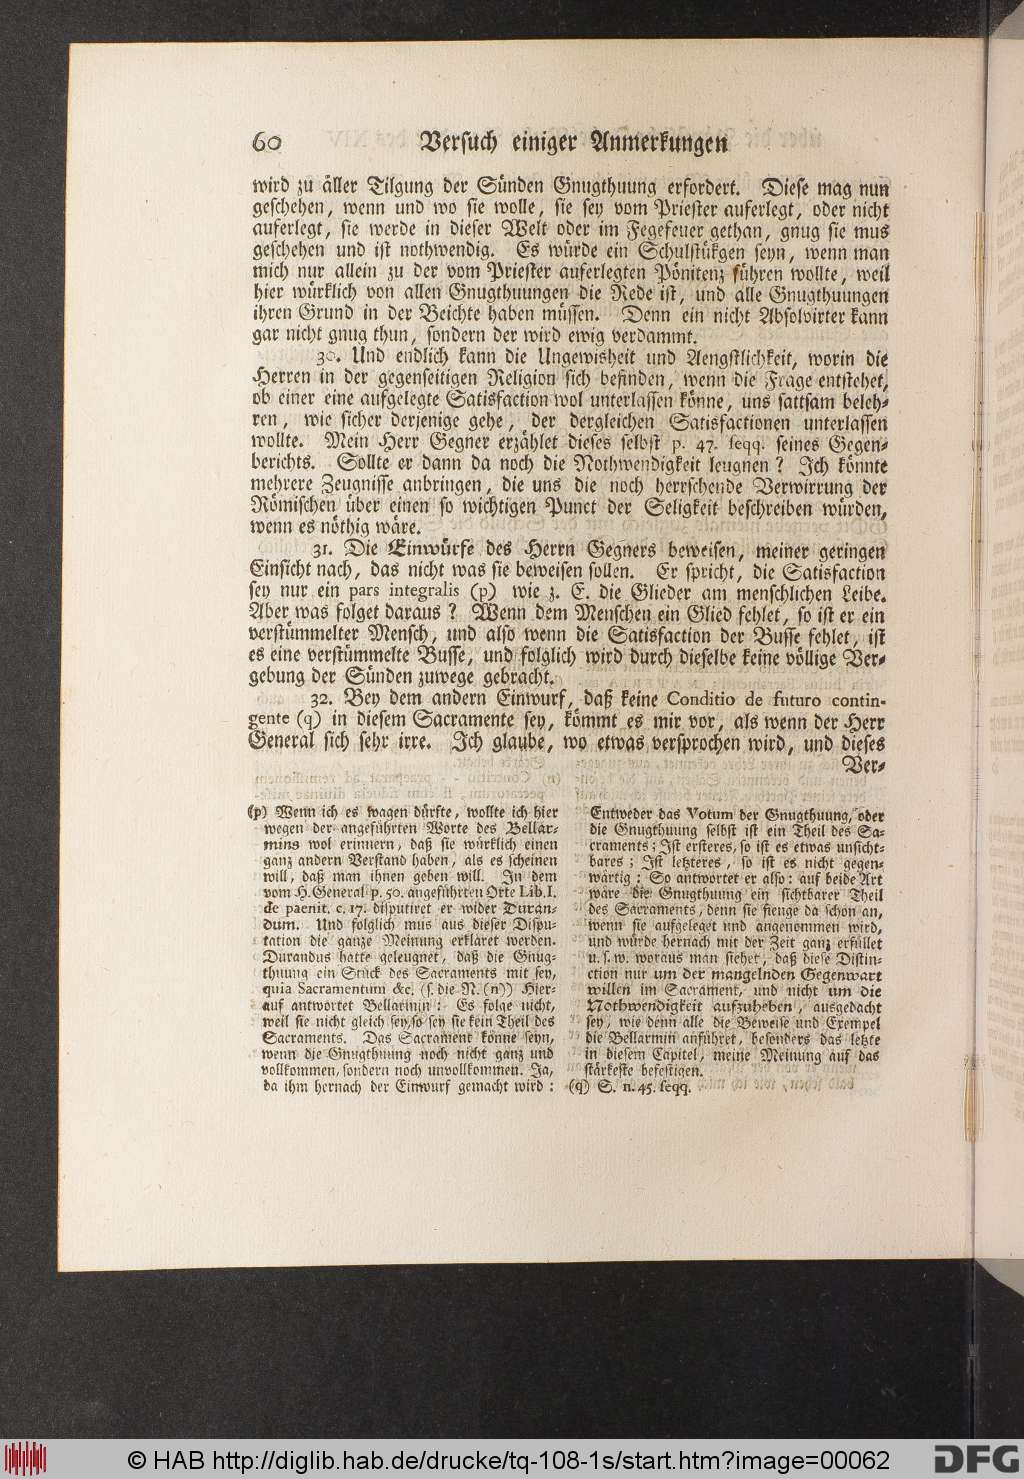 60 Versuch einiger Anmerkungen
wird zu aller Tilgung der Sünden Gnugthuung erfordert. Diese mag nun
geschehen, wenn und wo sie wolle, sie sey vom Priester auferlegt, oder nicht
auferlegt, sie werde in dieser Welt oder im Fegefeuer gethan, gnug sie mus
geschehen und ist nothwendig. Es würde ein Schulstükgen seyn, wenn man
mich nur allein zu der vom Priester auferlegten Pönitenz führen wollte, weil
hier würklich von allen Gnugthuungen die Rede ist, und alle Gnugthuungen
ihren Grund in der Beichte haben müssen. Denn ein nicht Absolvirter kann
gar nicht gnug thun, sondern der wird ewig verdammt.
30. Und endlich kann die Ungewisheit und Aengstlichkeit, worin die
Herren in der gegenseitigen Religion sich befinden, wenn die Frage entstehet,
ob einer eine aufgelegte Satisfaction wol unterlassen könne, uns sattsam beleh-
ren, wie sicher derjenige gehe, der dergleichen Satisfactionen unterlassen
wollte. Mein Herr Gegner erzählet dieses selbst p. 47. seqq. seines Gegen-
berichts. Sollte er dann da noch die Nothwendigkeit leugnen? Ich könnte
mehrere Zeugnisse anbringen, die uns die noch herrschende Verwirrung der
Römischen über einen so wichtigen Punct der Seligkeit beschreiben würden,
wenn es nöthig wäre.
31. Die Einwürfe des Herrn Gegners beweisen, meiner geringen
Einsicht nach, das nicht was sie beweisen sollen. Er spricht, die Satisfaction
sey nur ein pars integralis (p) wie z. E. die Glieder am menschlichen Leibe.
Aber was folget daraus? Wenn dem Menschen ein Glied fehlet, so ist er ein
verstümmelter Mensch, und also wenn die Satisfaction der Busse fehlet, ist
es eine verstümmelte Busse, und folglich wird durch dieselbe keine völlige Ver-
gebung der Sünden zuwege gebracht.
32. Bey dem andern Einwurf, daß keine Conditio de futuro contin-
gente (q) in diesem Sacramente sey, kömmt es mir vor, als wenn der Herr
General sich sehr irre. Ich glaube, wo etwas versprochen wird, und dieses
Ver-
(p) Wenn ich es wagen dürfte, wollte ich hier
wegen der angeführten Worte des Bellar-
mins wol erinnern, daß sie würklich einen
ganz andern Verstand haben, als es scheinen
will, daß man ihnen geben will. In dem
vom H. General p. 50. angeführten Orte Lib. I.
de paenit. c. 17. disputiret er wider Duran-
dum. Und folglich mus aus dieser Dispu-
tation die ganze Meinung erkläret werden.
Durandus hatte geleugnet, daß die Gnug-
thuung ein Stück des Sacraments mit sey,
quia Sacramentum &c. (s. die N. (n)) Hier-
auf antwortet Bellarmin: Es folge nicht,
weil sie nicht gleich sey, so sey sie kein Theil des
Sacraments. Das Sacrament könne seyn,
wenn die Gnugthuung noch nicht ganz und
vollkommen, sondern noch unvollkommen. Ja,
da ihm hernach der Einwurf gemacht wird:
Entweder das Votum der Gnugthuung, oder
die Gnugthuung selbst ist ein Theil des Sa-
craments; Ist ersteres, so ist es etwas unsicht-
bares; Ist letzteres, so ist es nicht gegen-
wärtig: So antwortet er also: auf beide Art
wäre die Gnugthuung ein sichtbarer Theil
des Sacraments, denn sie fienge da schon an,
wenn sie aufgeleget und angenommen wird,
und würde hernach mit der Zeit ganz erfüllet
u. s. w. woraus man siehet, daß diese Distin-
ction nur um der mangelnden Gegenwart
willen im Sacrament, und nicht um die
Nothwendigkeit aufzuheben, ausgedacht
sey, wie denn alle die Beweise und Exempel
die Bellarmin anführet, besonders das letzte
in diesem Capitel, meine Meinung auf das
stärkeste befestigen.
(q) S. n. 45. seqq.
© HAB http://diglib.hab.de/drucke/tq-108-1s/start.htm?image=00062
DFG